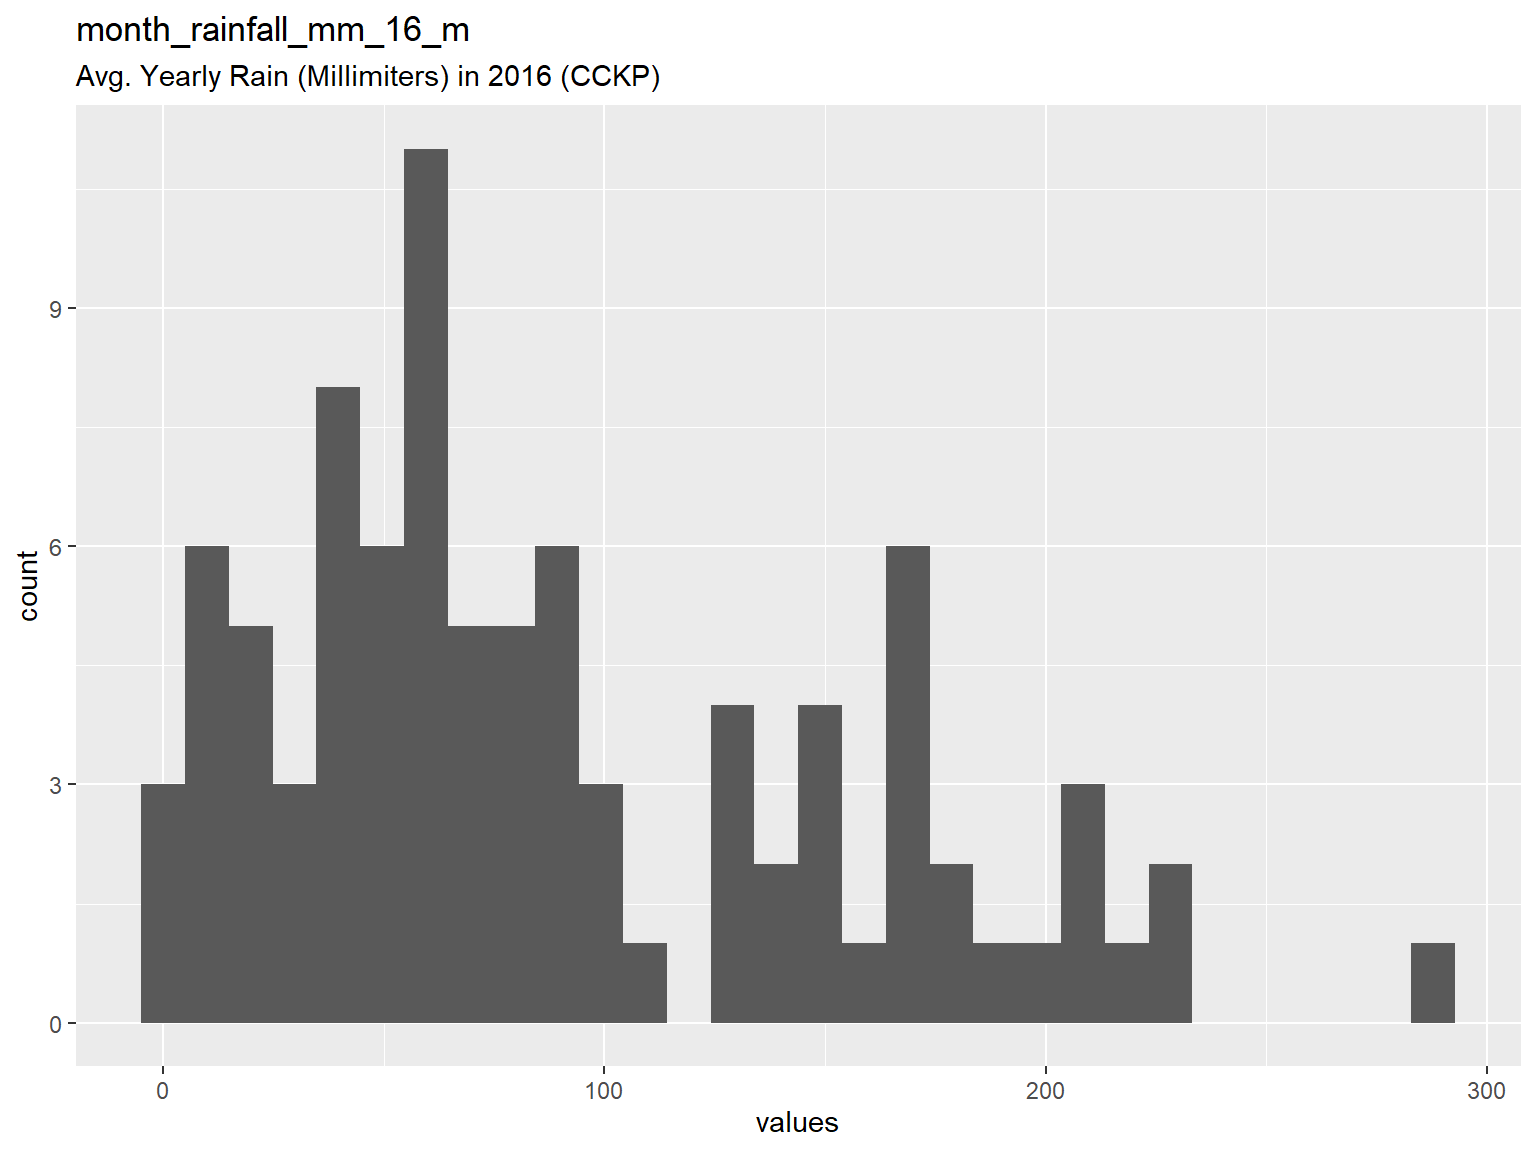 month_rainfall_mm_16_m
Avg. Yearly Rain (Millimiters) in 2016 (CCKP)
9
6
3
0
count
0 100 200 300
values